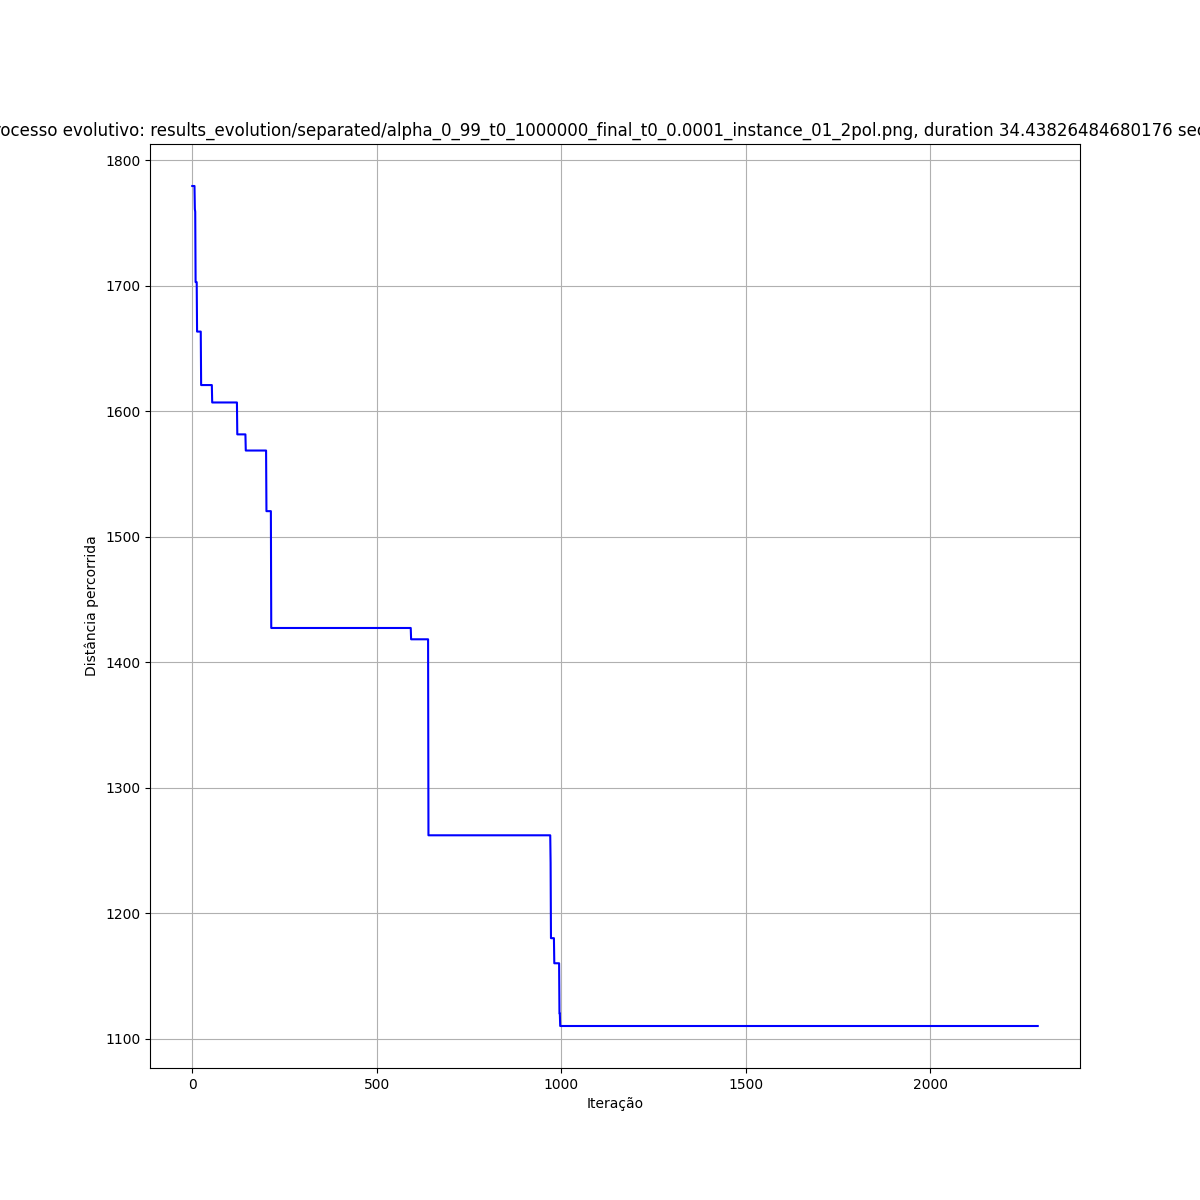 ocesso evolutivo: results_evolution/separated/alpha_0_99_t0_1000000_final_t0_0.0001_instance_01_2pol.png, duration 34.43826484680176 sec
1800
1700
1600
1500
1400
1300
1200
1100
Distância percorrida
0 500 1000 1500 2000
Iteração